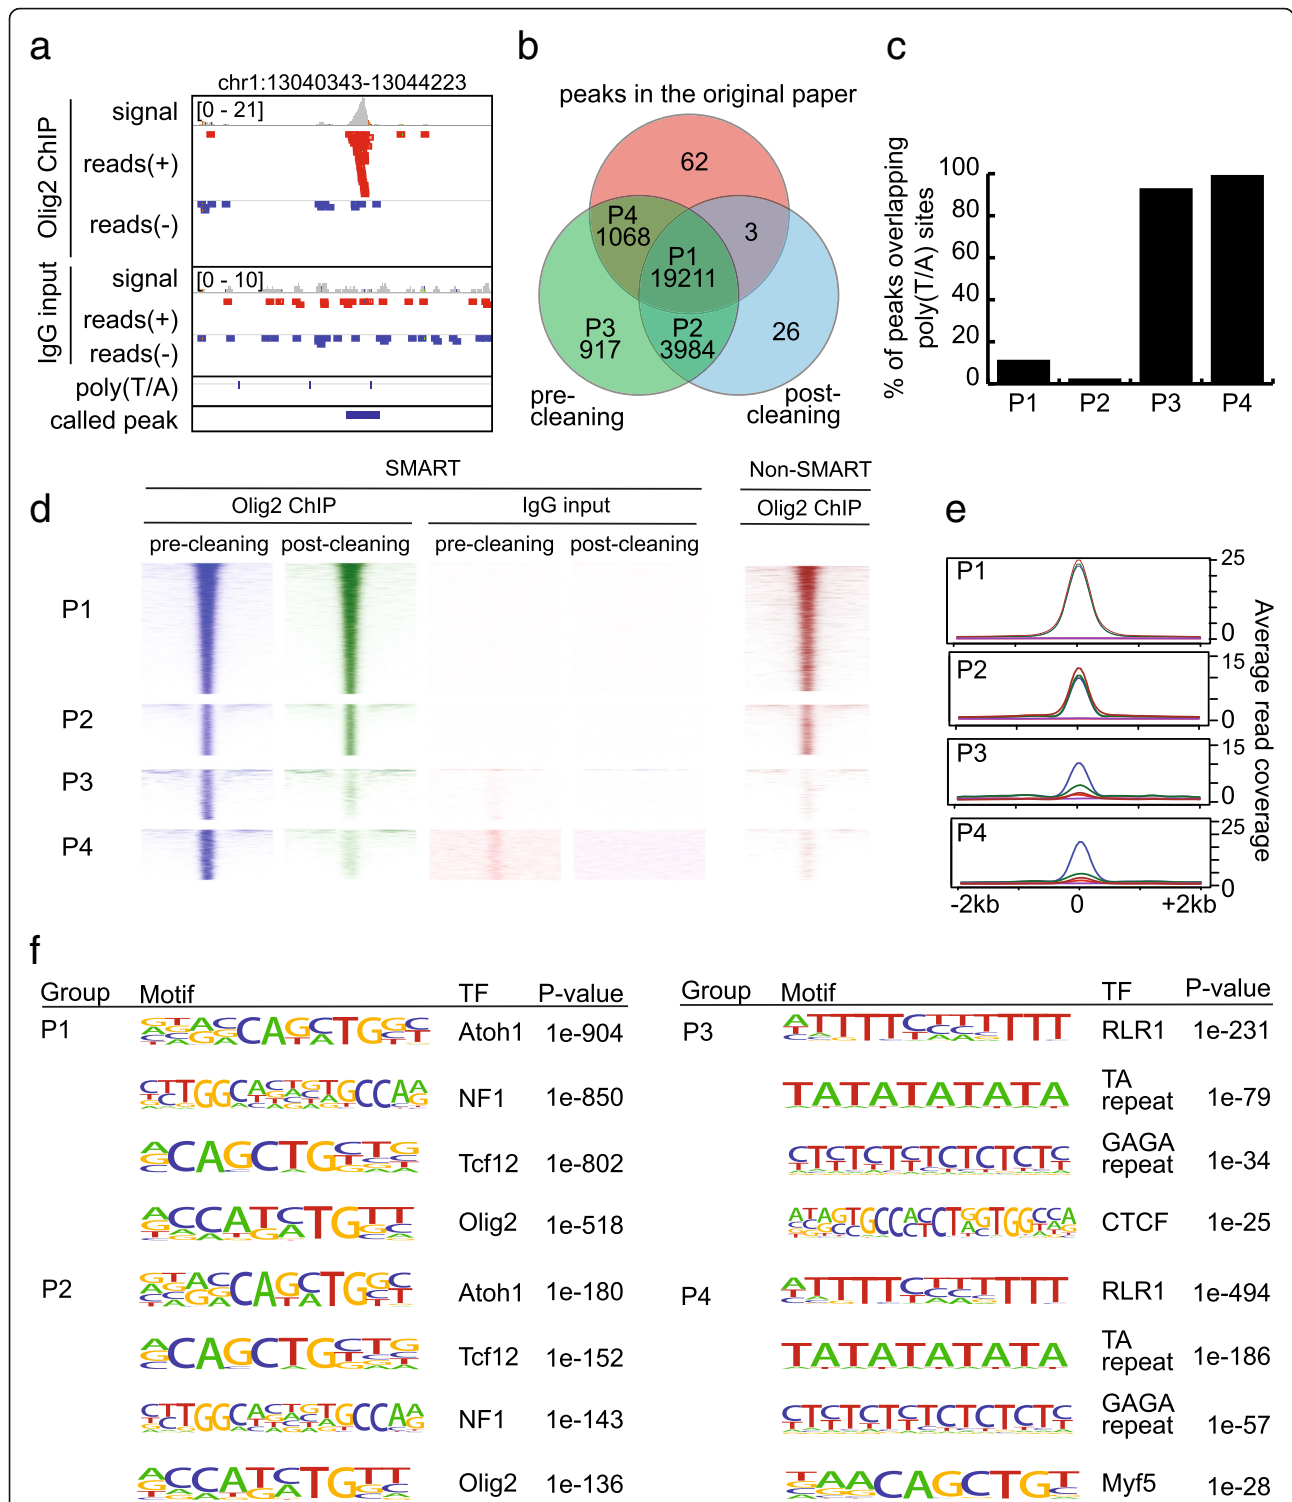 a
chr1:13040343-13044223
Olig2 ChIP
signal
[0 - 21]
reads(+)
reads(-)
IgG input
signal
[0 - 10]
reads(+)
reads(-)
poly(T/A)
called peak
b
peaks in the original paper
62
P4
1068
3
P1
19211
P3
917
P2
3984
26
pre-
cleaning
post-
cleaning
c
% of peaks overlapping
poly(T/A) sites
100
80
60
40
20
0
P1 P2 P3 P4
d
SMART
Non-SMART
Olig2 ChIP
IgG input
Olig2 ChIP
pre-cleaning post-cleaning pre-cleaning post-cleaning
P1
P2
P3
P4
e
P1
25
0
P2
15
0
P3
15
0
P4
25
0
-2kb 0 +2kb
Average read coverage
f
Group Motif TF P-value
P1 Atoh1 1e-904
NF1 1e-850
Tcf12 1e-802
Olig2 1e-518
P2 Atoh1 1e-180
Tcf12 1e-152
NF1 1e-143
Olig2 1e-136
Group Motif TF P-value
P3 RLR1 1e-231
TATATATATA
TA
repeat 1e-79
GAGA
repeat 1e-34
CTCF 1e-25
P4 RLR1 1e-494
TATATATATA
TA
repeat 1e-186
GAGA
repeat 1e-57
Myf5 1e-28